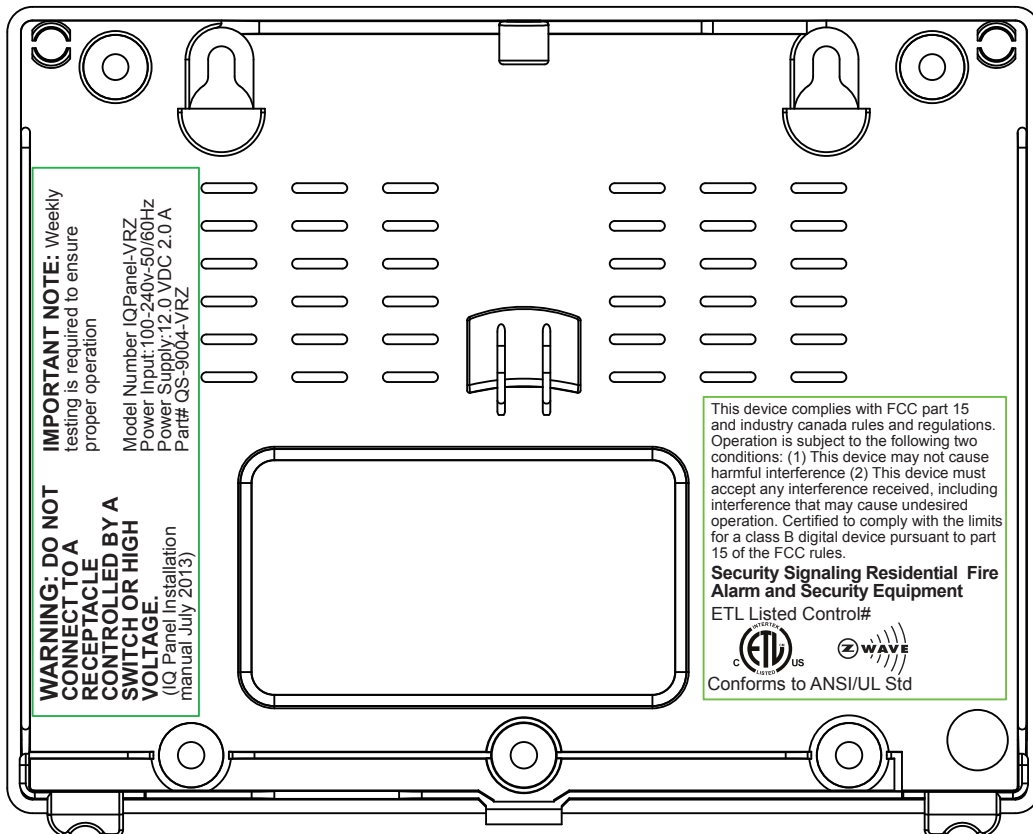 IMPORTANT NOTE: Weekly
testing is required to ensure
proper operation
Model Number IQPanel-VRZ
Power Input:100-240v-50/60Hz
Power Supply:12.0 VDC 2.0 A
Part# QS-9004-VRZ
WARNING: DO NOT
CONNECT TO A
RECEPTACLE
CONTROLLED BY A
SWITCH OR HIGH
VOLTAGE.
(IQ Panel Installation
manual July 2013)
This device complies with FCC part 15
and industry canada rules and regulations.
Operation is subject to the following two
conditions: (1) This device may not cause
harmful interference (2) This device must
accept any interference received, including
interference that may cause undesired
operation. Certified to comply with the limits
for a class B digital device pursuant to part
15 of the FCC rules.
Security Signaling Residential Fire
Alarm and Security Equipment
ETL Listed Control#
INTERTEK
C ETL US
LISTED
Z WAVE
Conforms to ANSI/UL Std